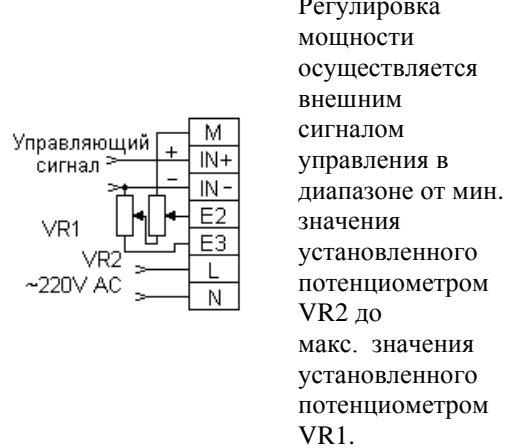 Управляющий
сигнал
+
−
VR1
VR2
~220V AC
M
IN+
IN-
E2
E3
L
N
Регулировка
мощности
осуществляется
внешним
сигналом
управления в
диапазоне от мин.
значения
установленного
потенциометром
VR2 до
макс. значения
установленного
потенциометром
VR1.